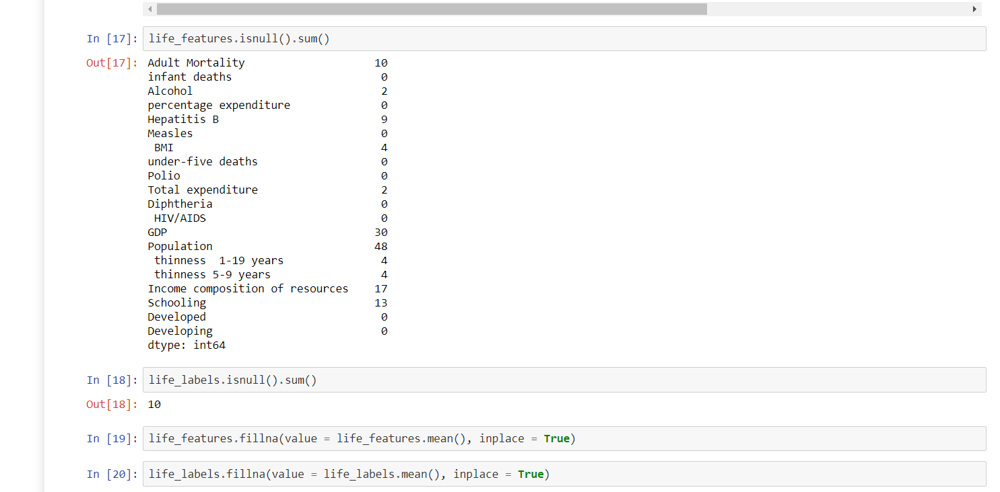 In [17]: life_features.isnull().sum()
Out[17]: Adult Mortality                    10
infant deaths                       0
Alcohol                             2
percentage expenditure              0
Hepatitis B                         9
Measles                             0
 BMI                                4
under-five deaths                   0
Polio                               0
Total expenditure                   2
Diphtheria                          0
 HIV/AIDS                           0
GDP                                30
Population                         48
 thinness  1-19 years               4
 thinness 5-9 years                 4
Income composition of resources    17
Schooling                          13
Developed                           0
Developing                          0
dtype: int64
In [18]: life_labels.isnull().sum()
Out[18]: 10
In [19]: life_features.fillna(value = life_features.mean(), inplace = True)
In [20]: life_labels.fillna(value = life_labels.mean(), inplace = True)